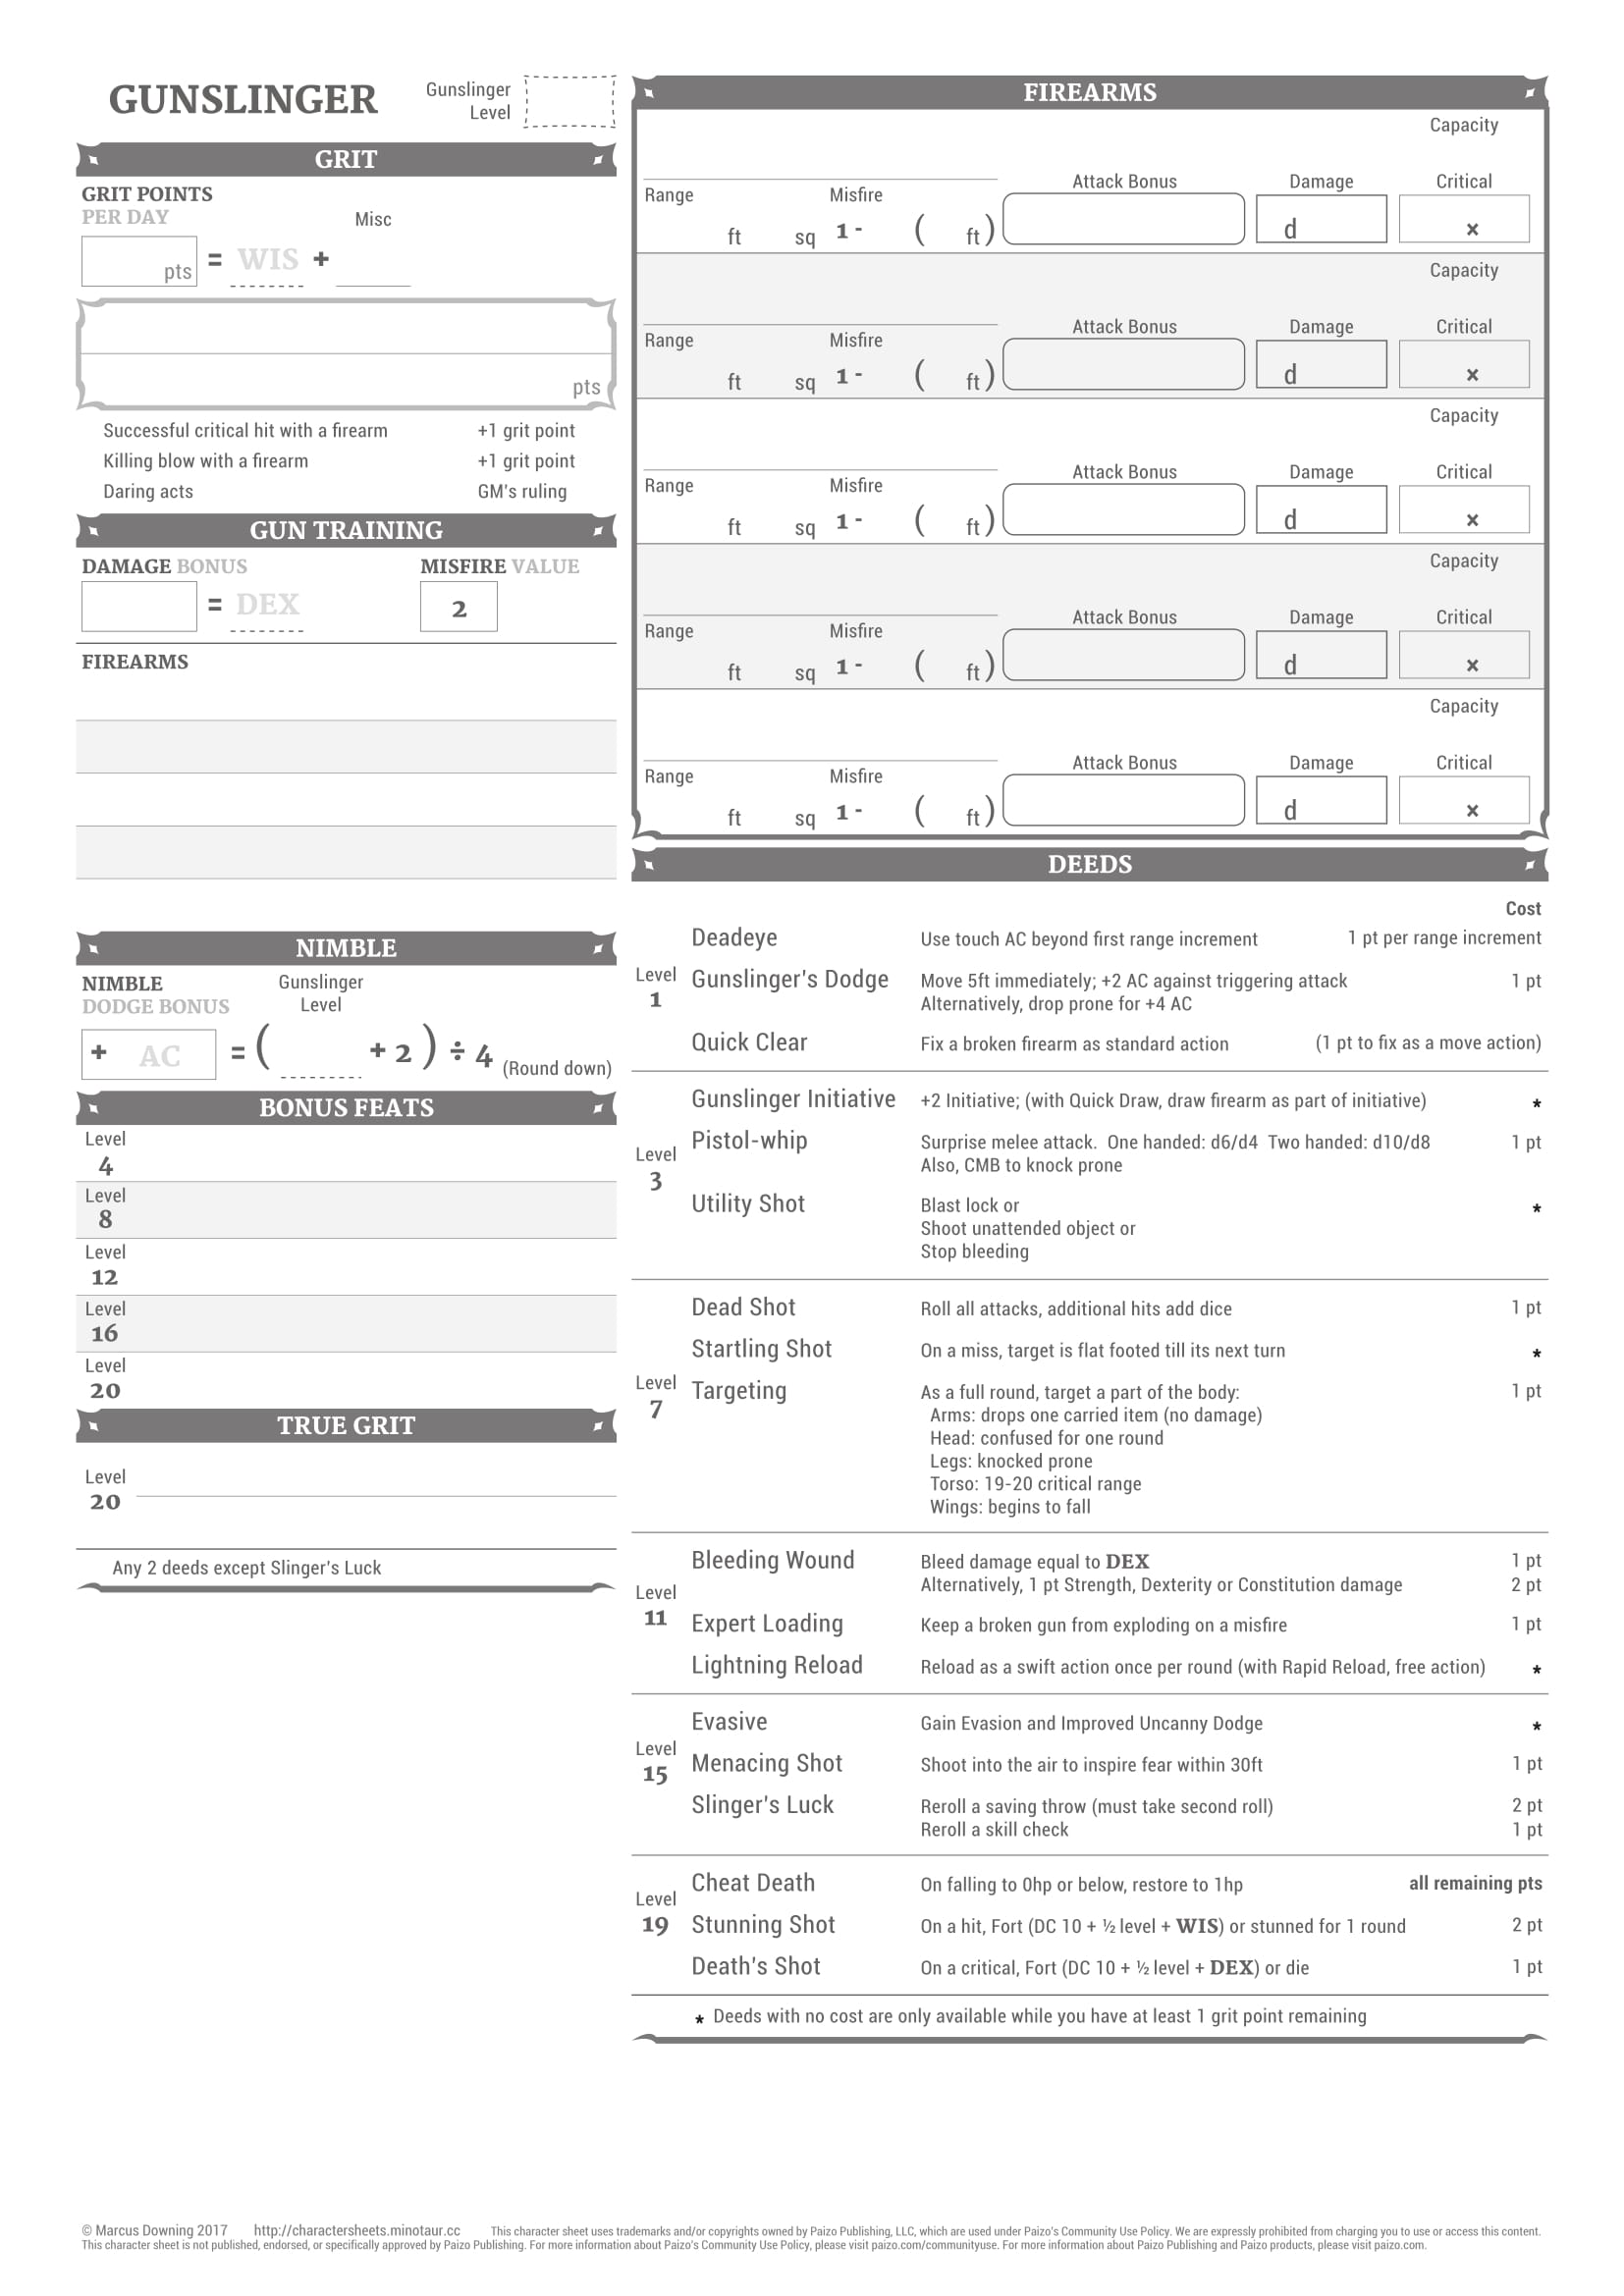 GUNSLINGER
Gunslinger
Level
GRIT
GRIT POINTS
PER DAY
Misc
pts = WIS +
pts
Successful critical hit with a firearm +1 grit point
Killing blow with a firearm +1 grit point
Daring acts GM's ruling
GUN TRAINING
DAMAGE BONUS MISFIRE VALUE
= DEX 2
FIREARMS
NIMBLE
NIMBLE
DODGE BONUS
Gunslinger
Level
+ AC = ( + 2 ) ÷ 4 (Round down)
BONUS FEATS
Level
4
Level
8
Level
12
Level
16
Level
20
TRUE GRIT
Level
20
Any 2 deeds except Slinger's Luck
FIREARMS
Capacity
Attack Bonus Damage Critical
Range Misfire
ft sq 1 - ( ft ) d ×
Capacity
Attack Bonus Damage Critical
Range Misfire
ft sq 1 - ( ft ) d ×
Capacity
Attack Bonus Damage Critical
Range Misfire
ft sq 1 - ( ft ) d ×
Capacity
Attack Bonus Damage Critical
Range Misfire
ft sq 1 - ( ft ) d ×
Capacity
Attack Bonus Damage Critical
Range Misfire
ft sq 1 - ( ft ) d ×
DEEDS
Cost
Level
1
Deadeye Use touch AC beyond first range increment 1 pt per range increment
Gunslinger's Dodge Move 5ft immediately; +2 AC against triggering attack 1 pt
Alternatively, drop prone for +4 AC
Quick Clear Fix a broken firearm as standard action (1 pt to fix as a move action)
Level
3
Gunslinger Initiative +2 Initiative; (with Quick Draw, draw firearm as part of initiative) *
Pistol-whip Surprise melee attack. One handed: d6/d4 Two handed: d10/d8 1 pt
Also, CMB to knock prone
Utility Shot Blast lock or *
Shoot unattended object or
Stop bleeding
Level
7
Dead Shot Roll all attacks, additional hits add dice 1 pt
Startling Shot On a miss, target is flat footed till its next turn *
Targeting As a full round, target a part of the body: 1 pt
Arms: drops one carried item (no damage)
Head: confused for one round
Legs: knocked prone
Torso: 19-20 critical range
Wings: begins to fall
Level
11
Bleeding Wound Bleed damage equal to DEX 1 pt
Alternatively, 1 pt Strength, Dexterity or Constitution damage 2 pt
Expert Loading Keep a broken gun from exploding on a misfire 1 pt
Lightning Reload Reload as a swift action once per round (with Rapid Reload, free action) *
Level
15
Evasive Gain Evasion and Improved Uncanny Dodge *
Menacing Shot Shoot into the air to inspire fear within 30ft 1 pt
Slinger's Luck Reroll a saving throw (must take second roll) 2 pt
Reroll a skill check 1 pt
Level
19
Cheat Death On falling to 0hp or below, restore to 1hp all remaining pts
Stunning Shot On a hit, Fort (DC 10 + ½ level + WIS) or stunned for 1 round 2 pt
Death's Shot On a critical, Fort (DC 10 + ½ level + DEX) or die 1 pt
* Deeds with no cost are only available while you have at least 1 grit point remaining
© Marcus Downing 2017 http://charactersheets.minotaur.cc This character sheet uses trademarks and/or copyrights owned by Paizo Publishing, LLC, which are used under Paizo's Community Use Policy. We are expressly prohibited from charging you to use or access this content.
This character sheet is not published, endorsed, or specifically approved by Paizo Publishing. For more information about Paizo's Community Use Policy, please visit paizo.com/communityuse. For more information about Paizo Publishing and Paizo products, please visit paizo.com.